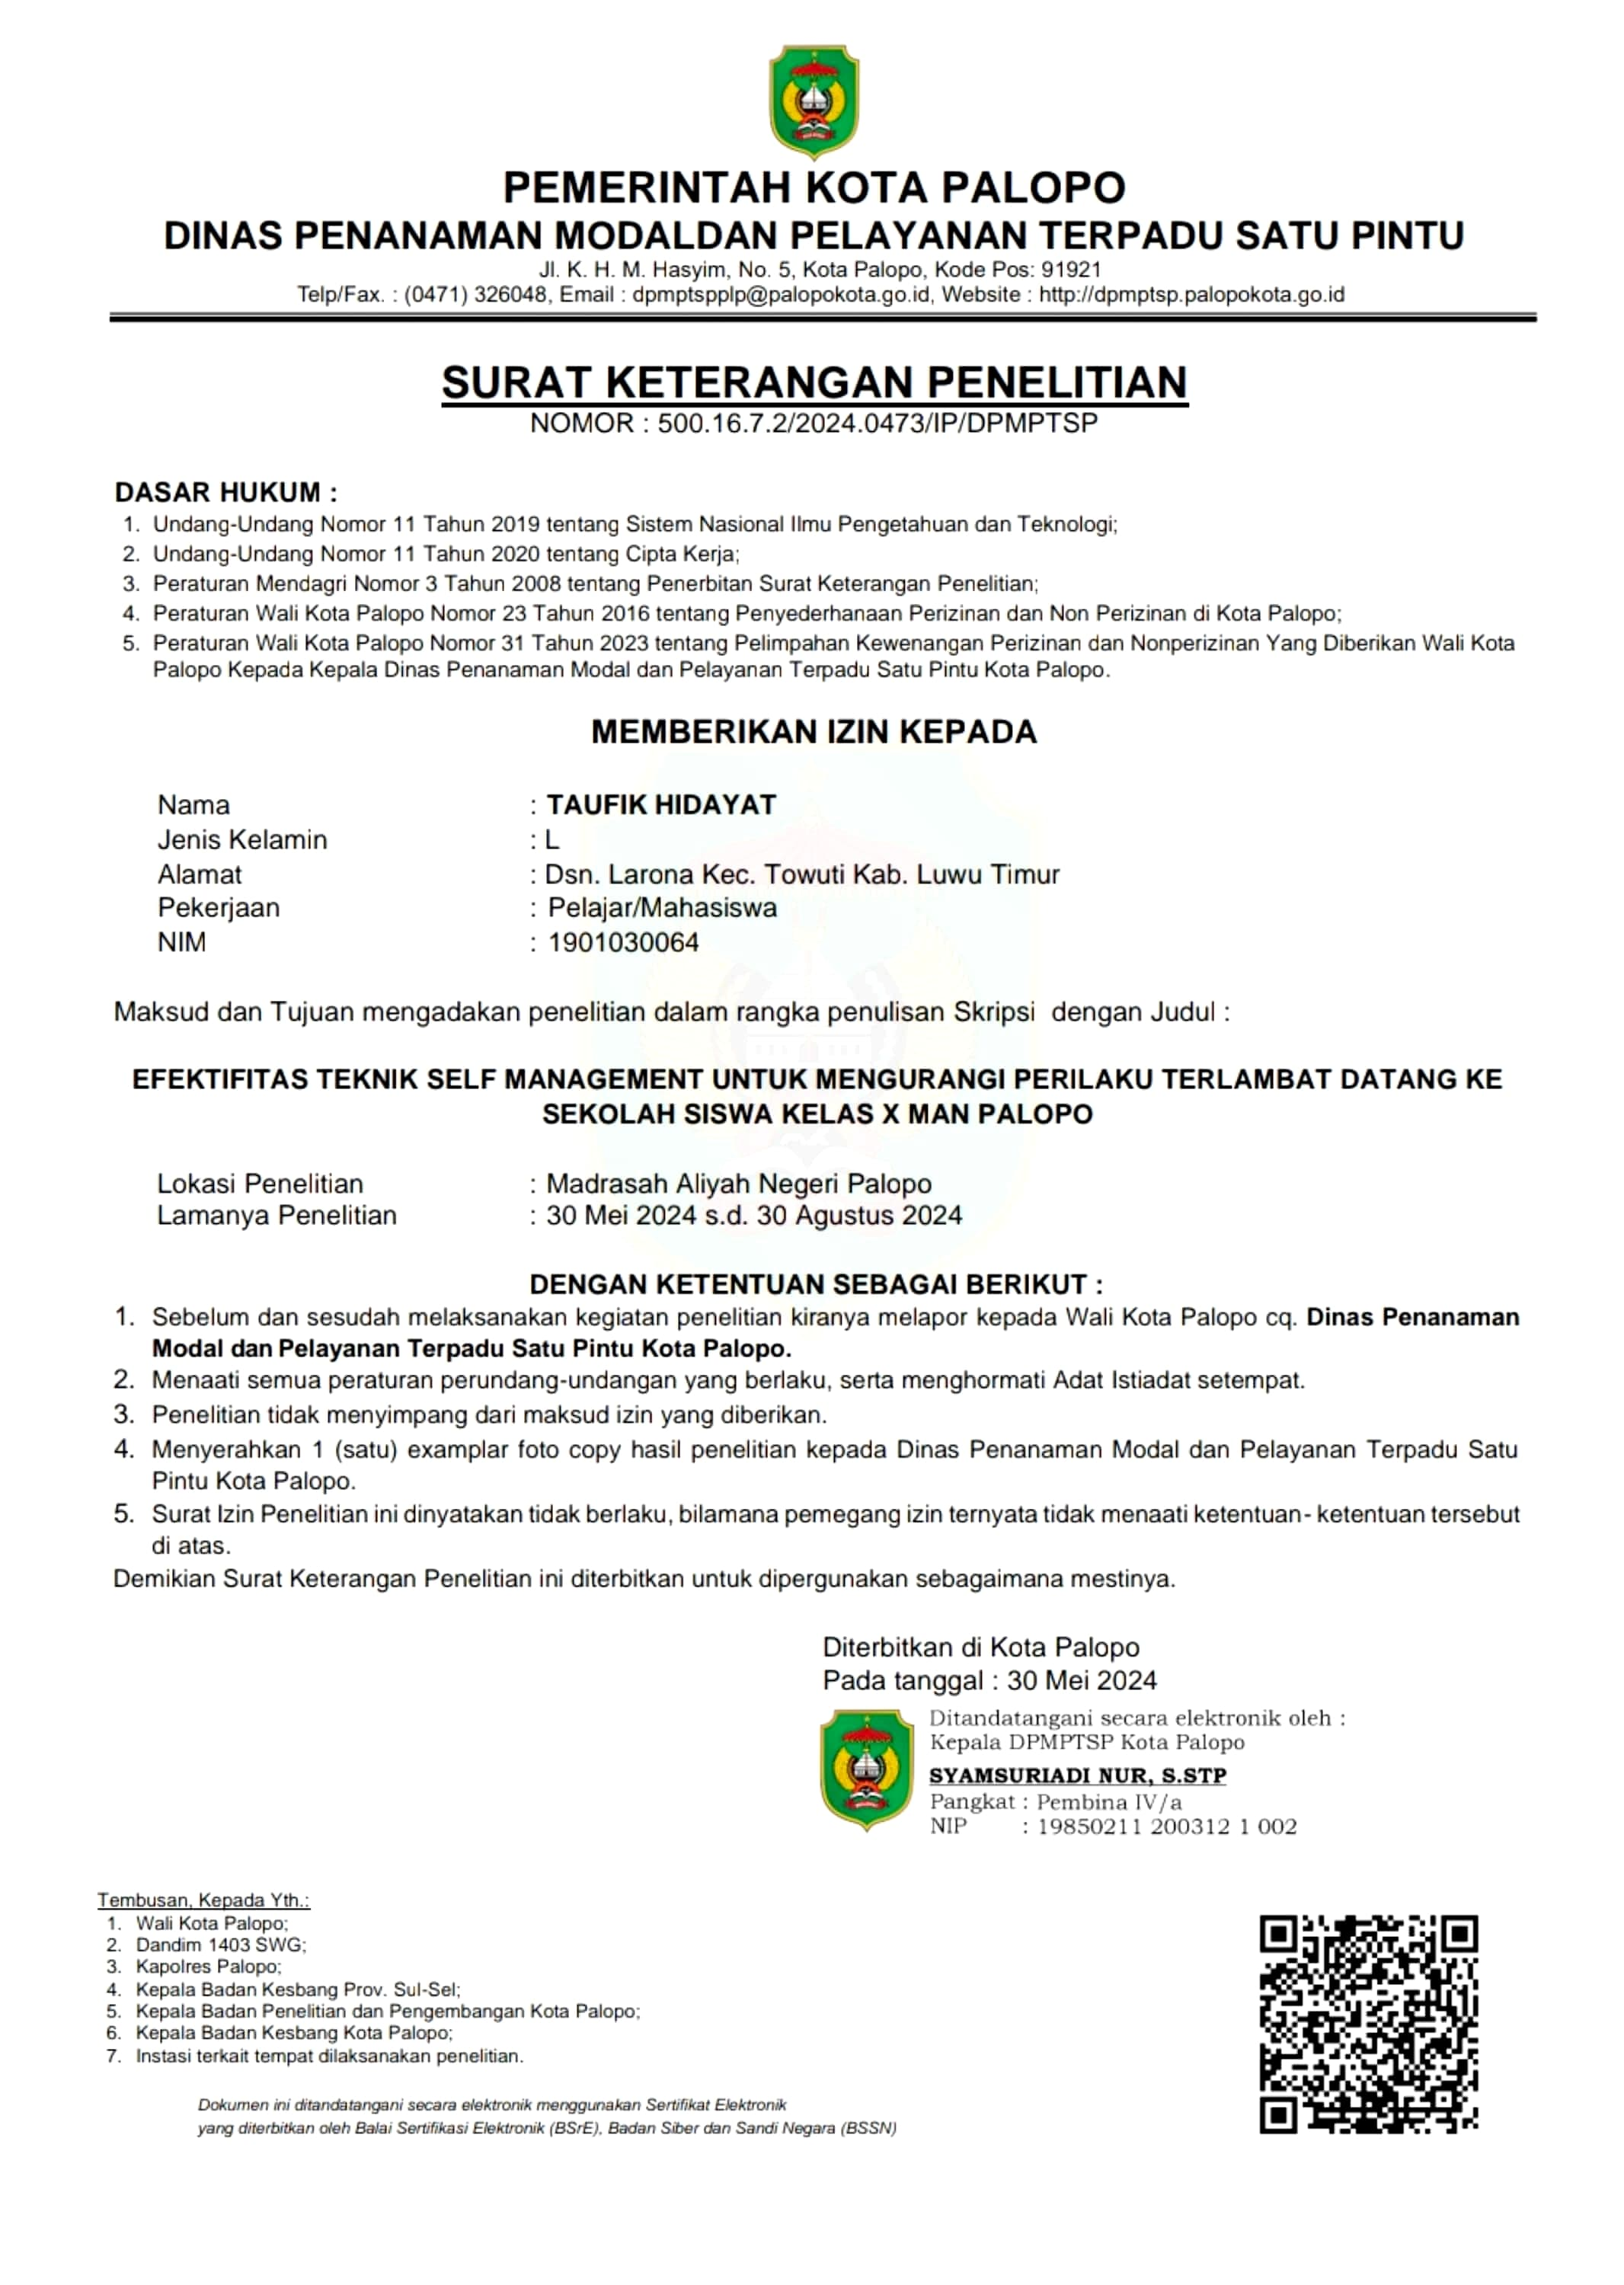 PEMERINTAH KOTA PALOPO
DINAS PENANAMAN MODALDAN PELAYANAN TERPADU SATU PINTU
Jl. K. H. M. Hasyim, No. 5, Kota Palopo, Kode Pos: 91921
Telp/Fax. : (0471) 326048, Email : dpmptspplp@palopokota.go.id, Website : http://dpmptsp.palopokota.go.id
SURAT KETERANGAN PENELITIAN
NOMOR : 500.16.7.2/2024.0473/IP/DPMPTSP
DASAR HUKUM :
1. Undang-Undang Nomor 11 Tahun 2019 tentang Sistem Nasional Ilmu Pengetahuan dan Teknologi;
2. Undang-Undang Nomor 11 Tahun 2020 tentang Cipta Kerja;
3. Peraturan Mendagri Nomor 3 Tahun 2008 tentang Penerbitan Surat Keterangan Penelitian;
4. Peraturan Wali Kota Palopo Nomor 23 Tahun 2016 tentang Penyederhanaan Perizinan dan Non Perizinan di Kota Palopo;
5. Peraturan Wali Kota Palopo Nomor 31 Tahun 2023 tentang Pelimpahan Kewenangan Perizinan dan Nonperizinan Yang Diberikan Wali Kota
Palopo Kepada Kepala Dinas Penanaman Modal dan Pelayanan Terpadu Satu Pintu Kota Palopo.
MEMBERIKAN IZIN KEPADA
Nama : TAUFIK HIDAYAT
Jenis Kelamin : L
Alamat : Dsn. Larona Kec. Towuti Kab. Luwu Timur
Pekerjaan : Pelajar/Mahasiswa
NIM : 1901030064
Maksud dan Tujuan mengadakan penelitian dalam rangka penulisan Skripsi dengan Judul :
EFEKTIFITAS TEKNIK SELF MANAGEMENT UNTUK MENGURANGI PERILAKU TERLAMBAT DATANG KE
SEKOLAH SISWA KELAS X MAN PALOPO
Lokasi Penelitian : Madrasah Aliyah Negeri Palopo
Lamanya Penelitian : 30 Mei 2024 s.d. 30 Agustus 2024
DENGAN KETENTUAN SEBAGAI BERIKUT :
1. Sebelum dan sesudah melaksanakan kegiatan penelitian kiranya melapor kepada Wali Kota Palopo cq. Dinas Penanaman
Modal dan Pelayanan Terpadu Satu Pintu Kota Palopo.
2. Menaati semua peraturan perundang-undangan yang berlaku, serta menghormati Adat Istiadat setempat.
3. Penelitian tidak menyimpang dari maksud izin yang diberikan.
4. Menyerahkan 1 (satu) examplar foto copy hasil penelitian kepada Dinas Penanaman Modal dan Pelayanan Terpadu Satu
Pintu Kota Palopo.
5. Surat Izin Penelitian ini dinyatakan tidak berlaku, bilamana pemegang izin ternyata tidak menaati ketentuan- ketentuan tersebut
di atas.
Demikian Surat Keterangan Penelitian ini diterbitkan untuk dipergunakan sebagaimana mestinya.
Diterbitkan di Kota Palopo
Pada tanggal : 30 Mei 2024
Ditandatangani secara elektronik oleh :
Kepala DPMPTSP Kota Palopo
SYAMSURIADI NUR, S.STP
Pangkat : Pembina IV/a
NIP : 19850211 200312 1 002
Tembusan, Kepada Yth.:
1. Wali Kota Palopo;
2. Dandim 1403 SWG;
3. Kapolres Palopo;
4. Kepala Badan Kesbang Prov. Sul-Sel;
5. Kepala Badan Penelitian dan Pengembangan Kota Palopo;
6. Kepala Badan Kesbang Kota Palopo;
7. Instasi terkait tempat dilaksanakan penelitian.
Dokumen ini ditandatangani secara elektronik menggunakan Sertifikat Elektronik
yang diterbitkan oleh Balai Sertifikasi Elektronik (BSrE), Badan Siber dan Sandi Negara (BSSN)